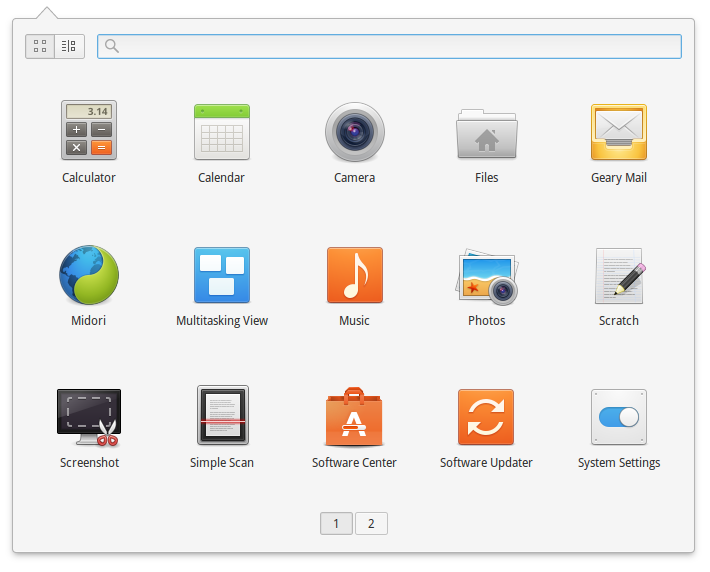 3.14
Calculator
Calendar
Camera
Files
Geary Mail
Midori
Multitasking View
Music
Photos
Scratch
Screenshot
Simple Scan
Software Center
Software Updater
System Settings
1
2